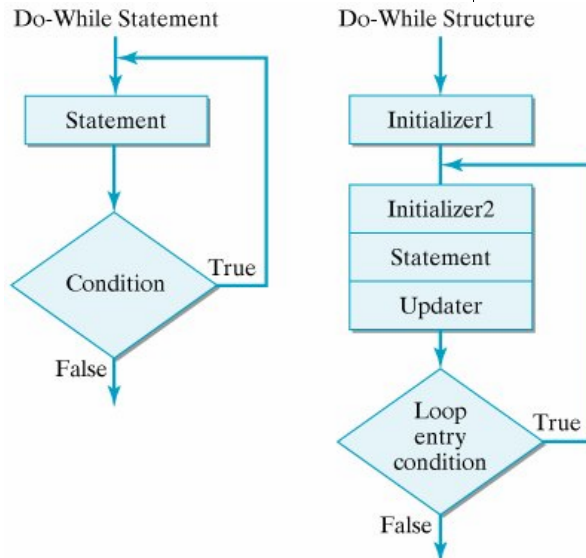 Do-While Statement
Statement
Condition
True
False
Do-While Structure
Initializer1
Initializer2
Statement
Updater
Loop
entry
condition
True
False